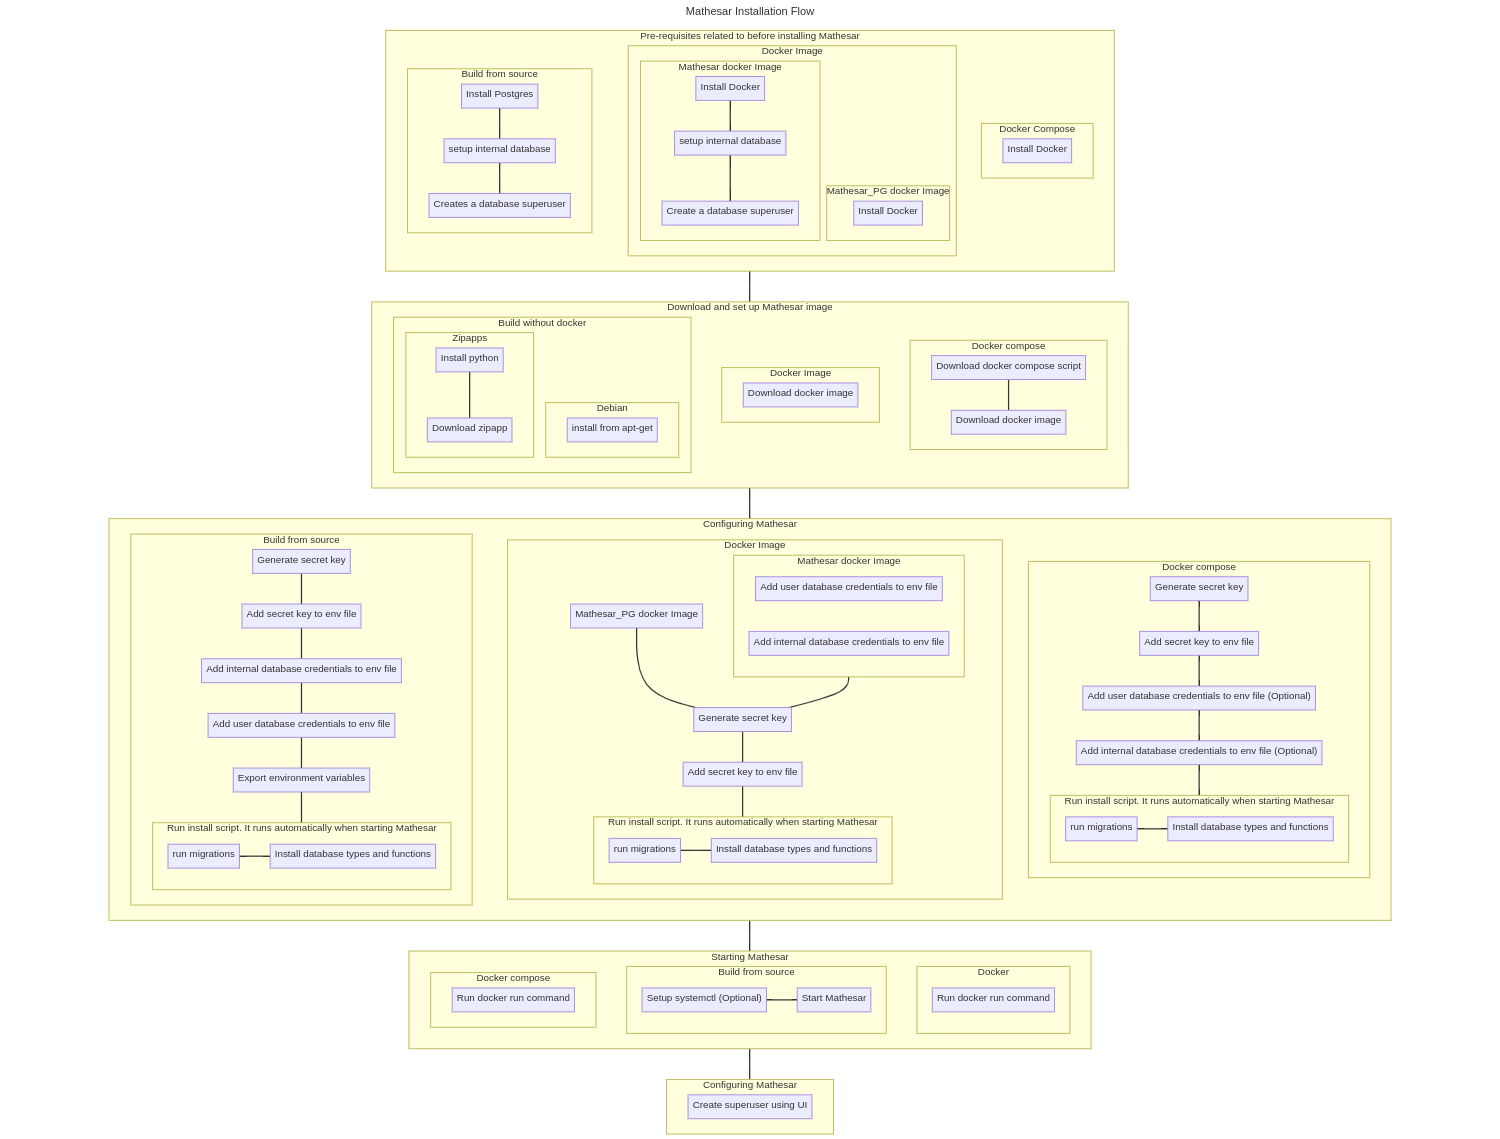 Mathesar Installation Flow
Pre-requisites related to before installing Mathesar
Build from source
Install Postgres
setup internal database
Creates a database superuser
Docker Image
Mathesar docker Image
Install Docker
setup internal database
Create a database superuser
Mathesar_PG docker Image
Install Docker
Docker Compose
Install Docker
Download and set up Mathesar image
Build without docker
Zipapps
Install python
Download zipapp
Debian
install from apt-get
Docker Image
Download docker image
Docker compose
Download docker compose script
Download docker image
Configuring Mathesar
Build from source
Generate secret key
Add secret key to env file
Add internal database credentials to env file
Add user database credentials to env file
Export environment variables
Run install script. It runs automatically when starting Mathesar
run migrations
Install database types and functions
Docker Image
Mathesar docker Image
Add user database credentials to env file
Add internal database credentials to env file
Mathesar_PG docker Image
Generate secret key
Add secret key to env file
Run install script. It runs automatically when starting Mathesar
run migrations
Install database types and functions
Docker compose
Generate secret key
Add secret key to env file
Add user database credentials to env file (Optional)
Add internal database credentials to env file (Optional)
Run install script. It runs automatically when starting Mathesar
run migrations
Install database types and functions
Starting Mathesar
Docker compose
Run docker run command
Build from source
Setup systemctl (Optional)
Start Mathesar
Docker
Run docker run command
Configuring Mathesar
Create superuser using UI